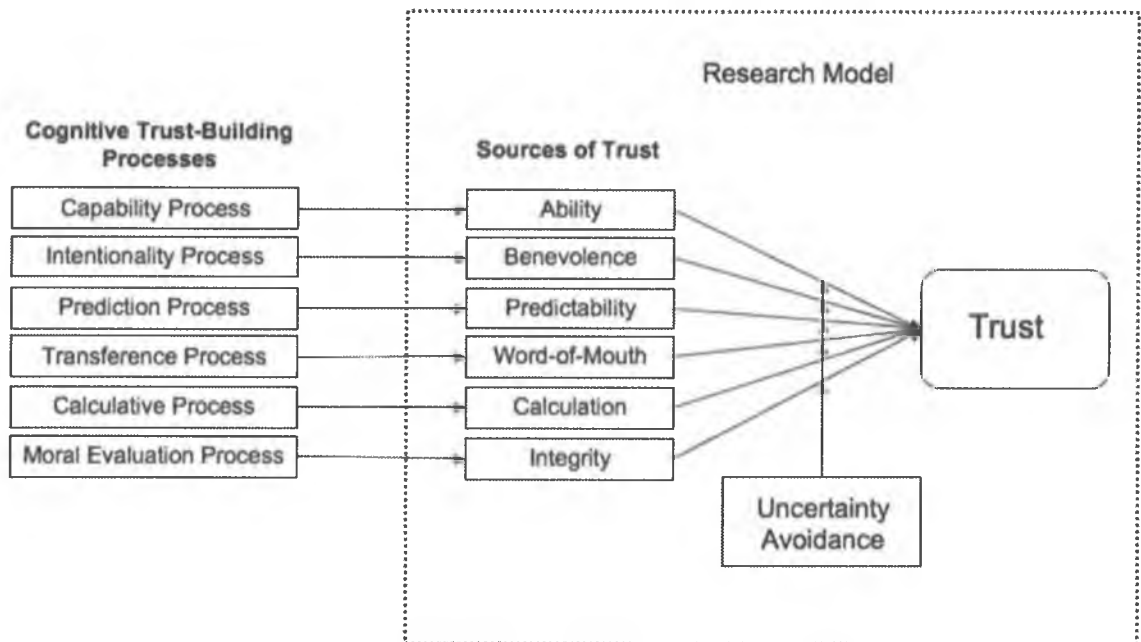 Research Model
Cognitive Trust-Building
Processes
Sources of Trust
Capability Process
Ability
Intentionality Process
Benevolence
Prediction Process
Predictability
Trust
Transference Process
Word-of-Mouth
Calculative Process
Calculation
Moral Evaluation Process
Integrity
Uncertainty
Avoidance